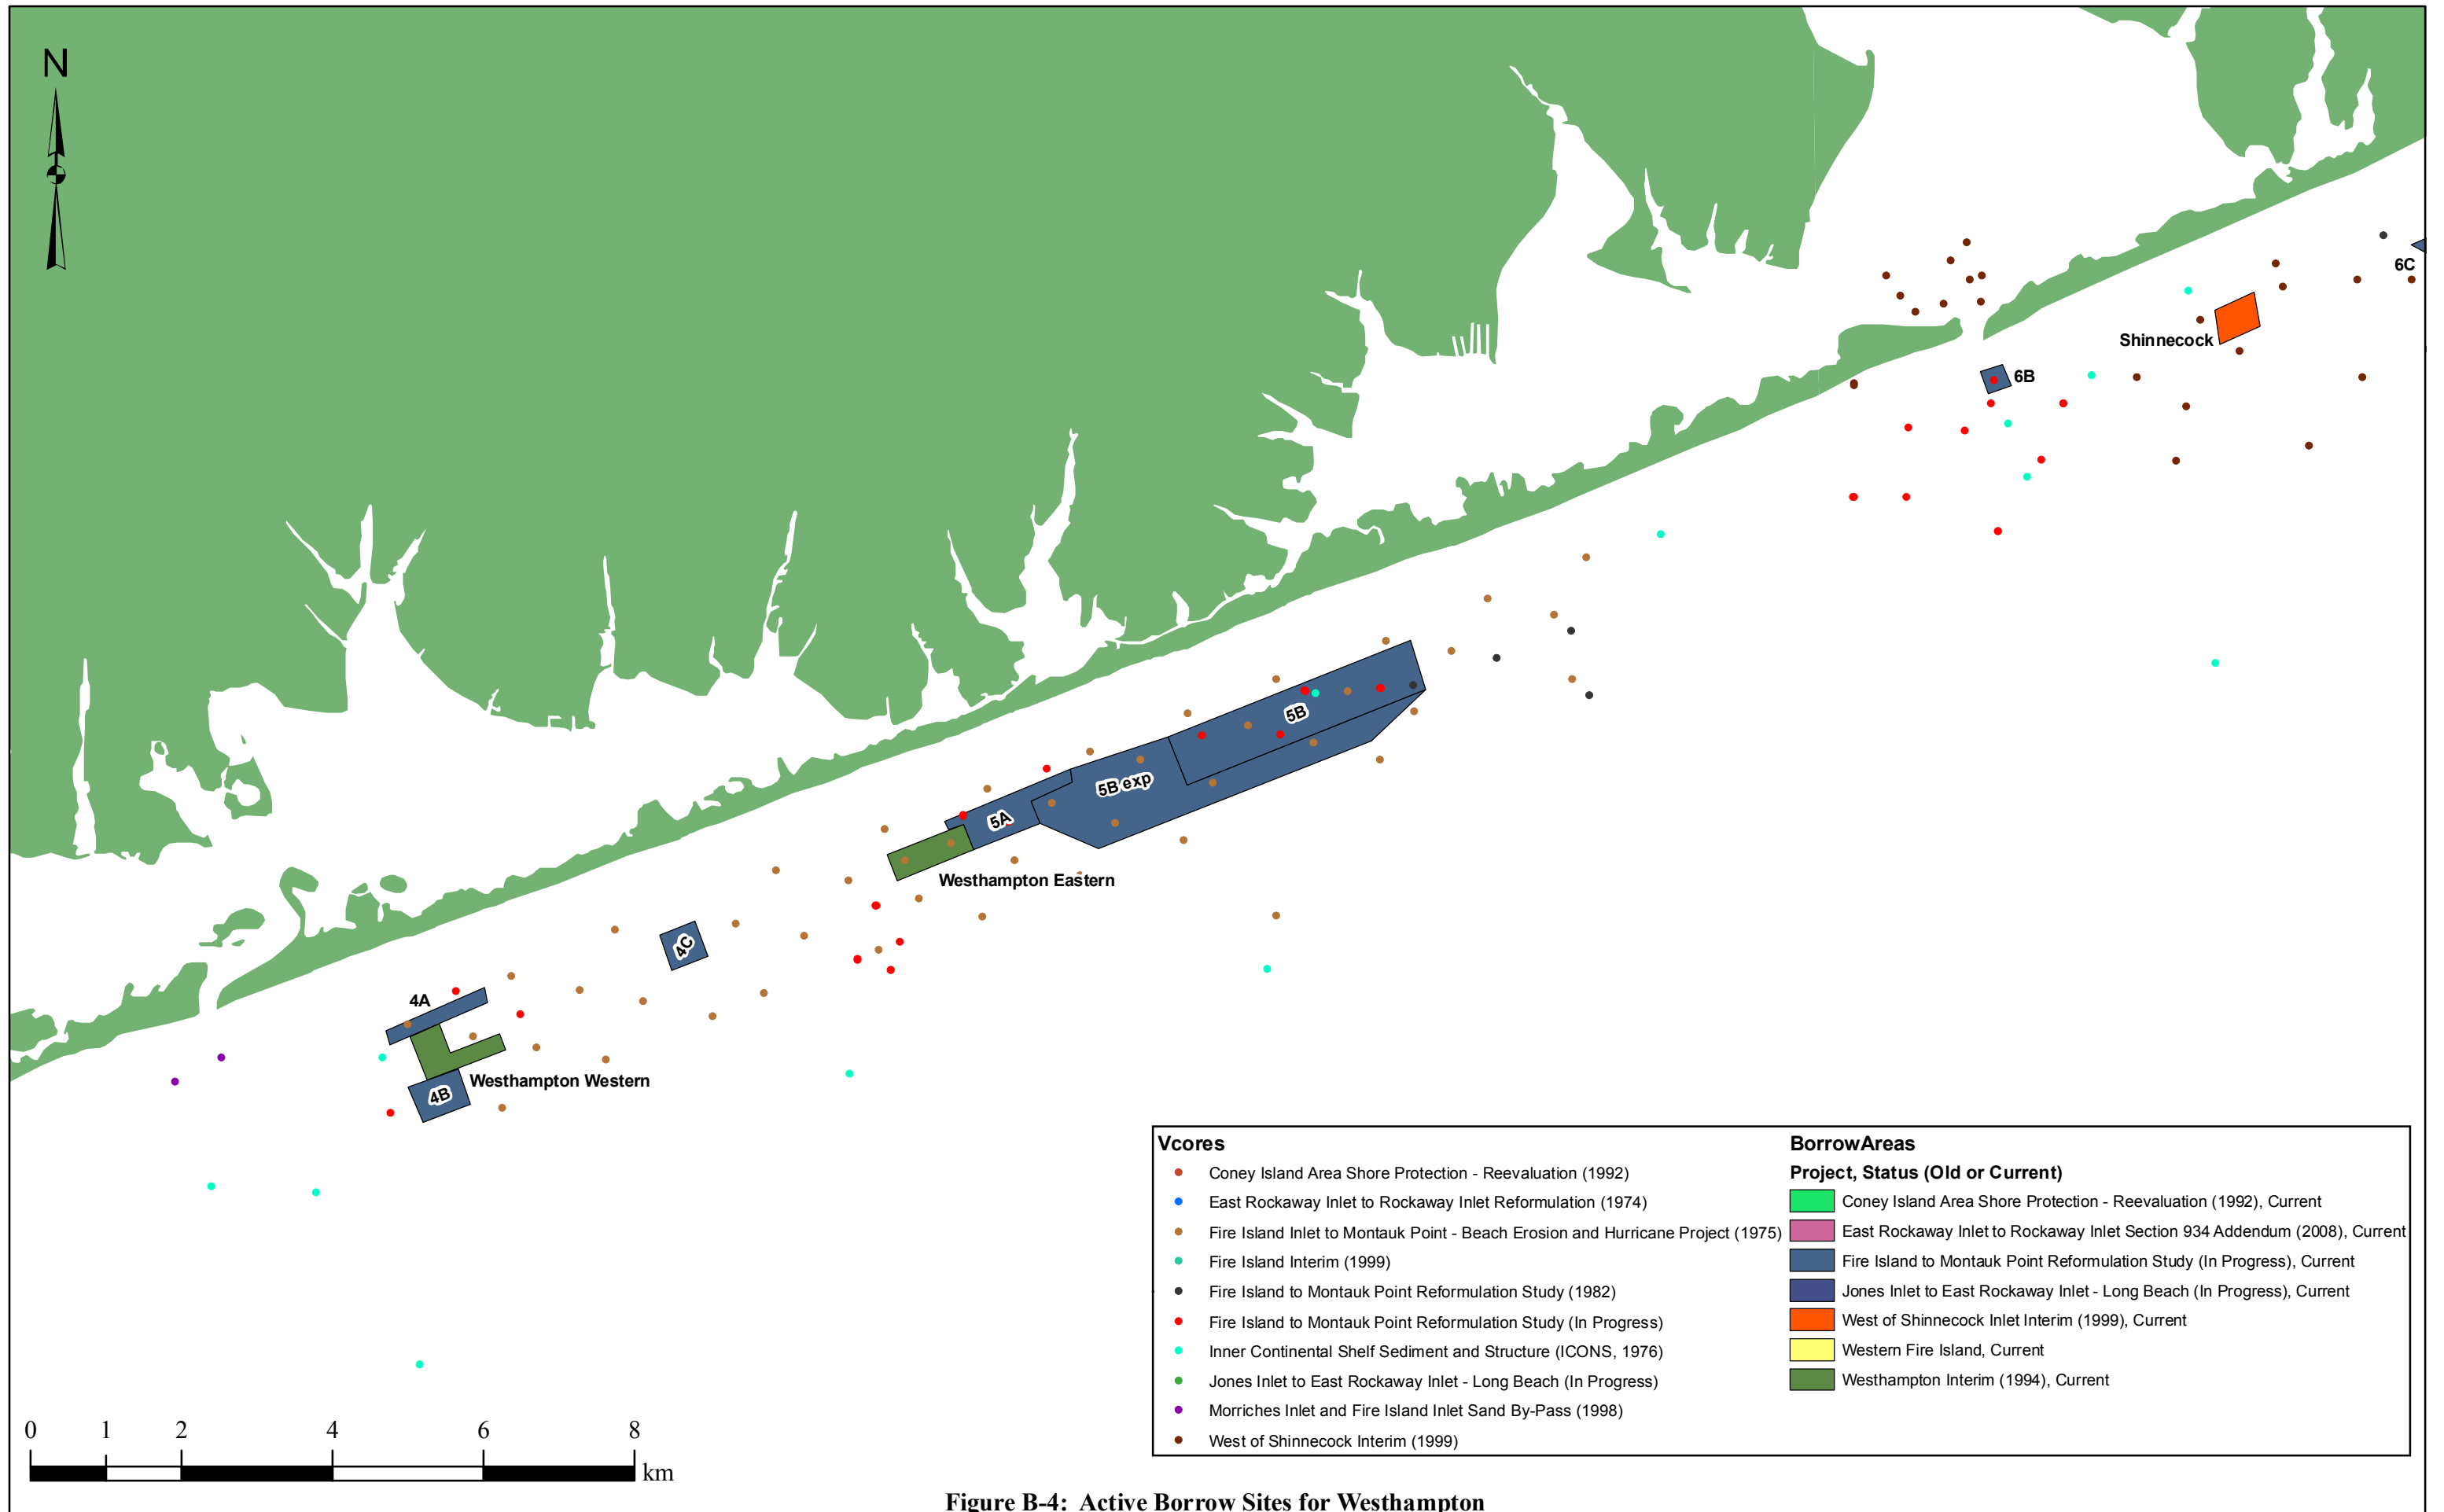 N
6C
Shinnecock
6B
5B
5B exp
5A
Westhampton Eastern
4C
4A
Westhampton Western
4B
Vcores
Coney Island Area Shore Protection - Reevaluation (1992)
East Rockaway Inlet to Rockaway Inlet Reformulation (1974)
Fire Island Inlet to Montauk Point - Beach Erosion and Hurricane Project (1975)
Fire Island Interim (1999)
Fire Island to Montauk Point Reformulation Study (1982)
Fire Island to Montauk Point Reformulation Study (In Progress)
Inner Continental Shelf Sediment and Structure (ICONS, 1976)
Jones Inlet to East Rockaway Inlet - Long Beach (In Progress)
Morriches Inlet and Fire Island Inlet Sand By-Pass (1998)
West of Shinnecock Interim (1999)
BorrowAreas
Project, Status (Old or Current)
Coney Island Area Shore Protection - Reevaluation (1992), Current
East Rockaway Inlet to Rockaway Inlet Section 934 Addendum (2008), Current
Fire Island to Montauk Point Reformulation Study (In Progress), Current
Jones Inlet to East Rockaway Inlet - Long Beach (In Progress), Current
West of Shinnecock Inlet Interim (1999), Current
Western Fire Island, Current
Westhampton Interim (1994), Current
0 1 2 4 6 8
km
Figure B-4: Active Borrow Sites for Westhampton